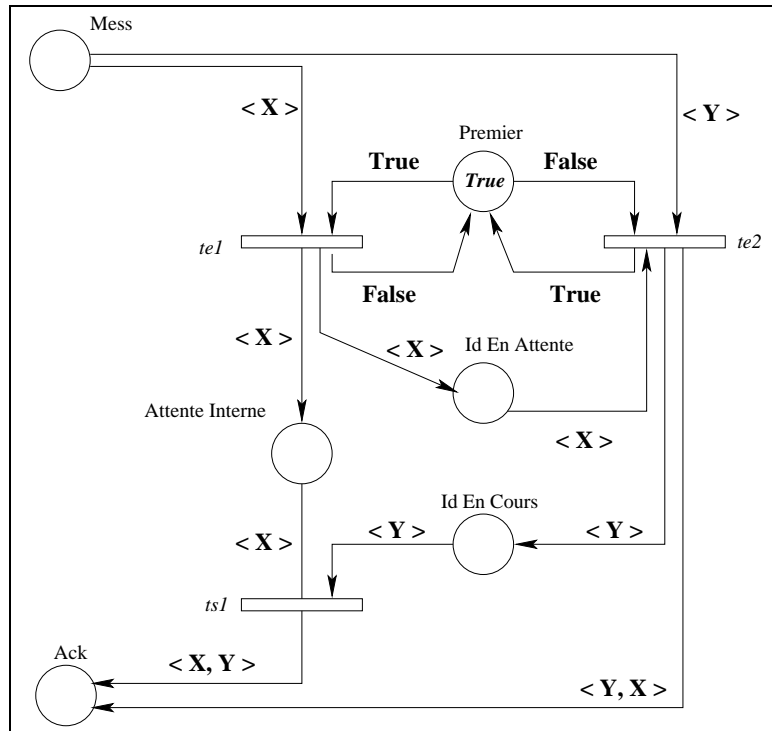 Mess
< X >
< Y >
Premier
True
False
True
te1
te2
False
True
< X >
< X >
Id En Attente
Attente Interne
< X >
Id En Cours
< X >
< Y >
< Y >
ts1
Ack
< X, Y >
< Y, X >